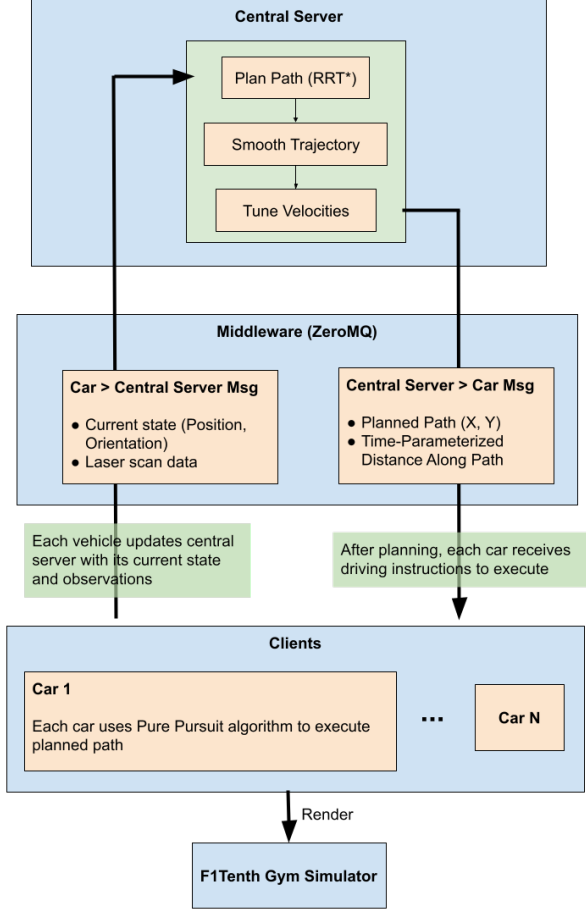 Central Server
Plan Path (RRT*)
Smooth Trajectory
Tune Velocities
Middleware (ZeroMQ)
Car > Central Server Msg
● Current state (Position,
Orientation)
● Laser scan data
Central Server > Car Msg
● Planned Path (X, Y)
● Time-Parameterized
Distance Along Path
Each vehicle updates central
server with its current state
and observations
After planning, each car receives
driving instructions to execute
Clients
Car 1
Each car uses Pure Pursuit algorithm to execute
planned path
...
Car N
Render
F1Tenth Gym Simulator